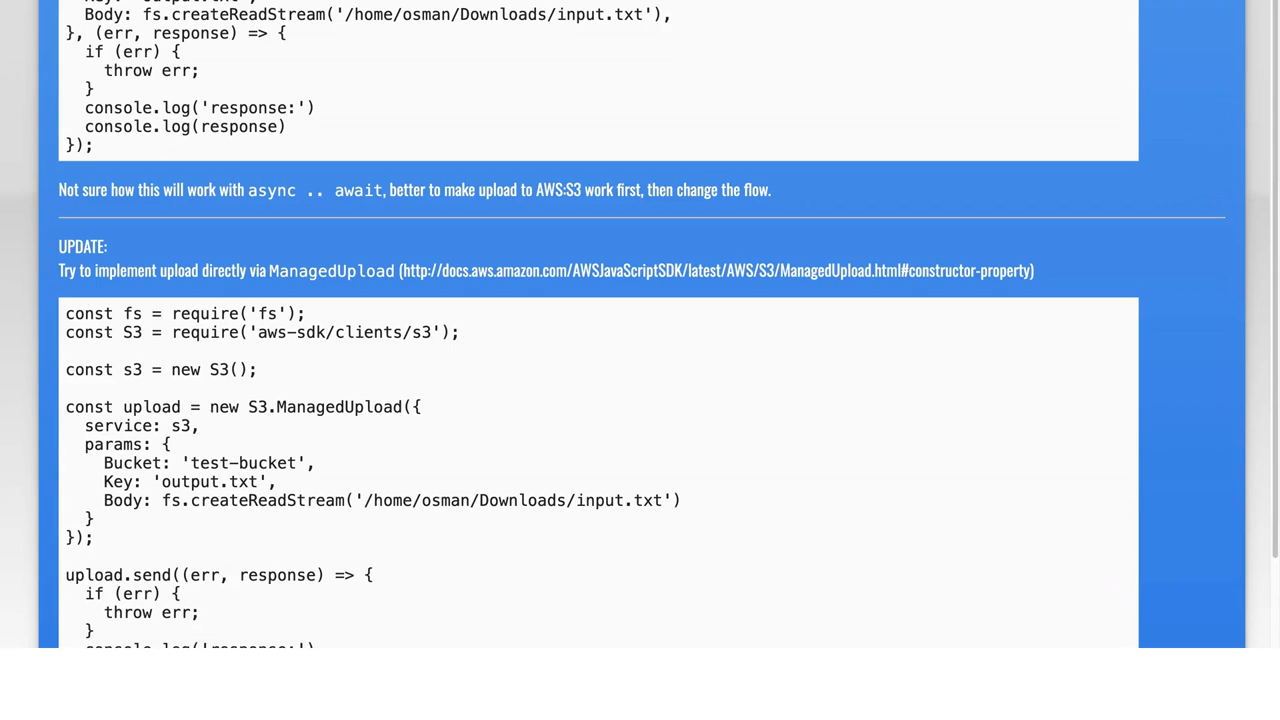 Body: fs.createReadStream('/home/osman/Downloads/input.txt'),
}, (err, response) => {
if (err) {
throw err;
}
console.log('response:')
console.log(response)
});
Not sure how this will work with async .. await, better to make upload to AWS:S3 work first, then change the flow.
UPDATE:
Try to implement upload directly via ManagedUpload (http://docs.aws.amazon.com/AWSJavaScriptSDK/latest/AWS/S3/ManagedUpload.html#constructor-property)
const fs = require('fs');
const S3 = require('aws-sdk/clients/s3');
const s3 = new S3();
const upload = new S3.ManagedUpload({
service: s3,
params: {
Bucket: 'test-bucket',
Key: 'output.txt',
Body: fs.createReadStream('/home/osman/Downloads/input.txt')
}
});
upload.send((err, response) => {
if (err) {
throw err;
}